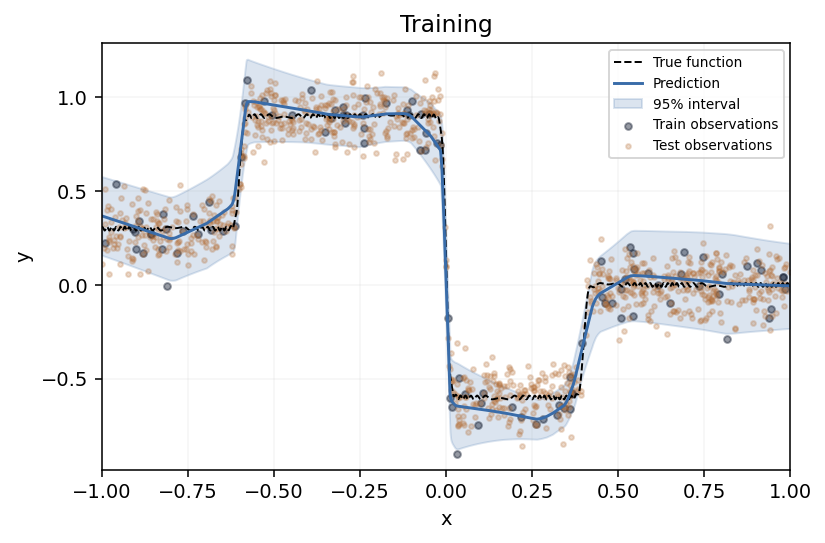 Training
True function
Prediction
95% interval
Train observations
Test observations
1.0
0.5
0.0
−0.5
y
−1.00 −0.75 −0.50 −0.25 0.00 0.25 0.50 0.75 1.00
x